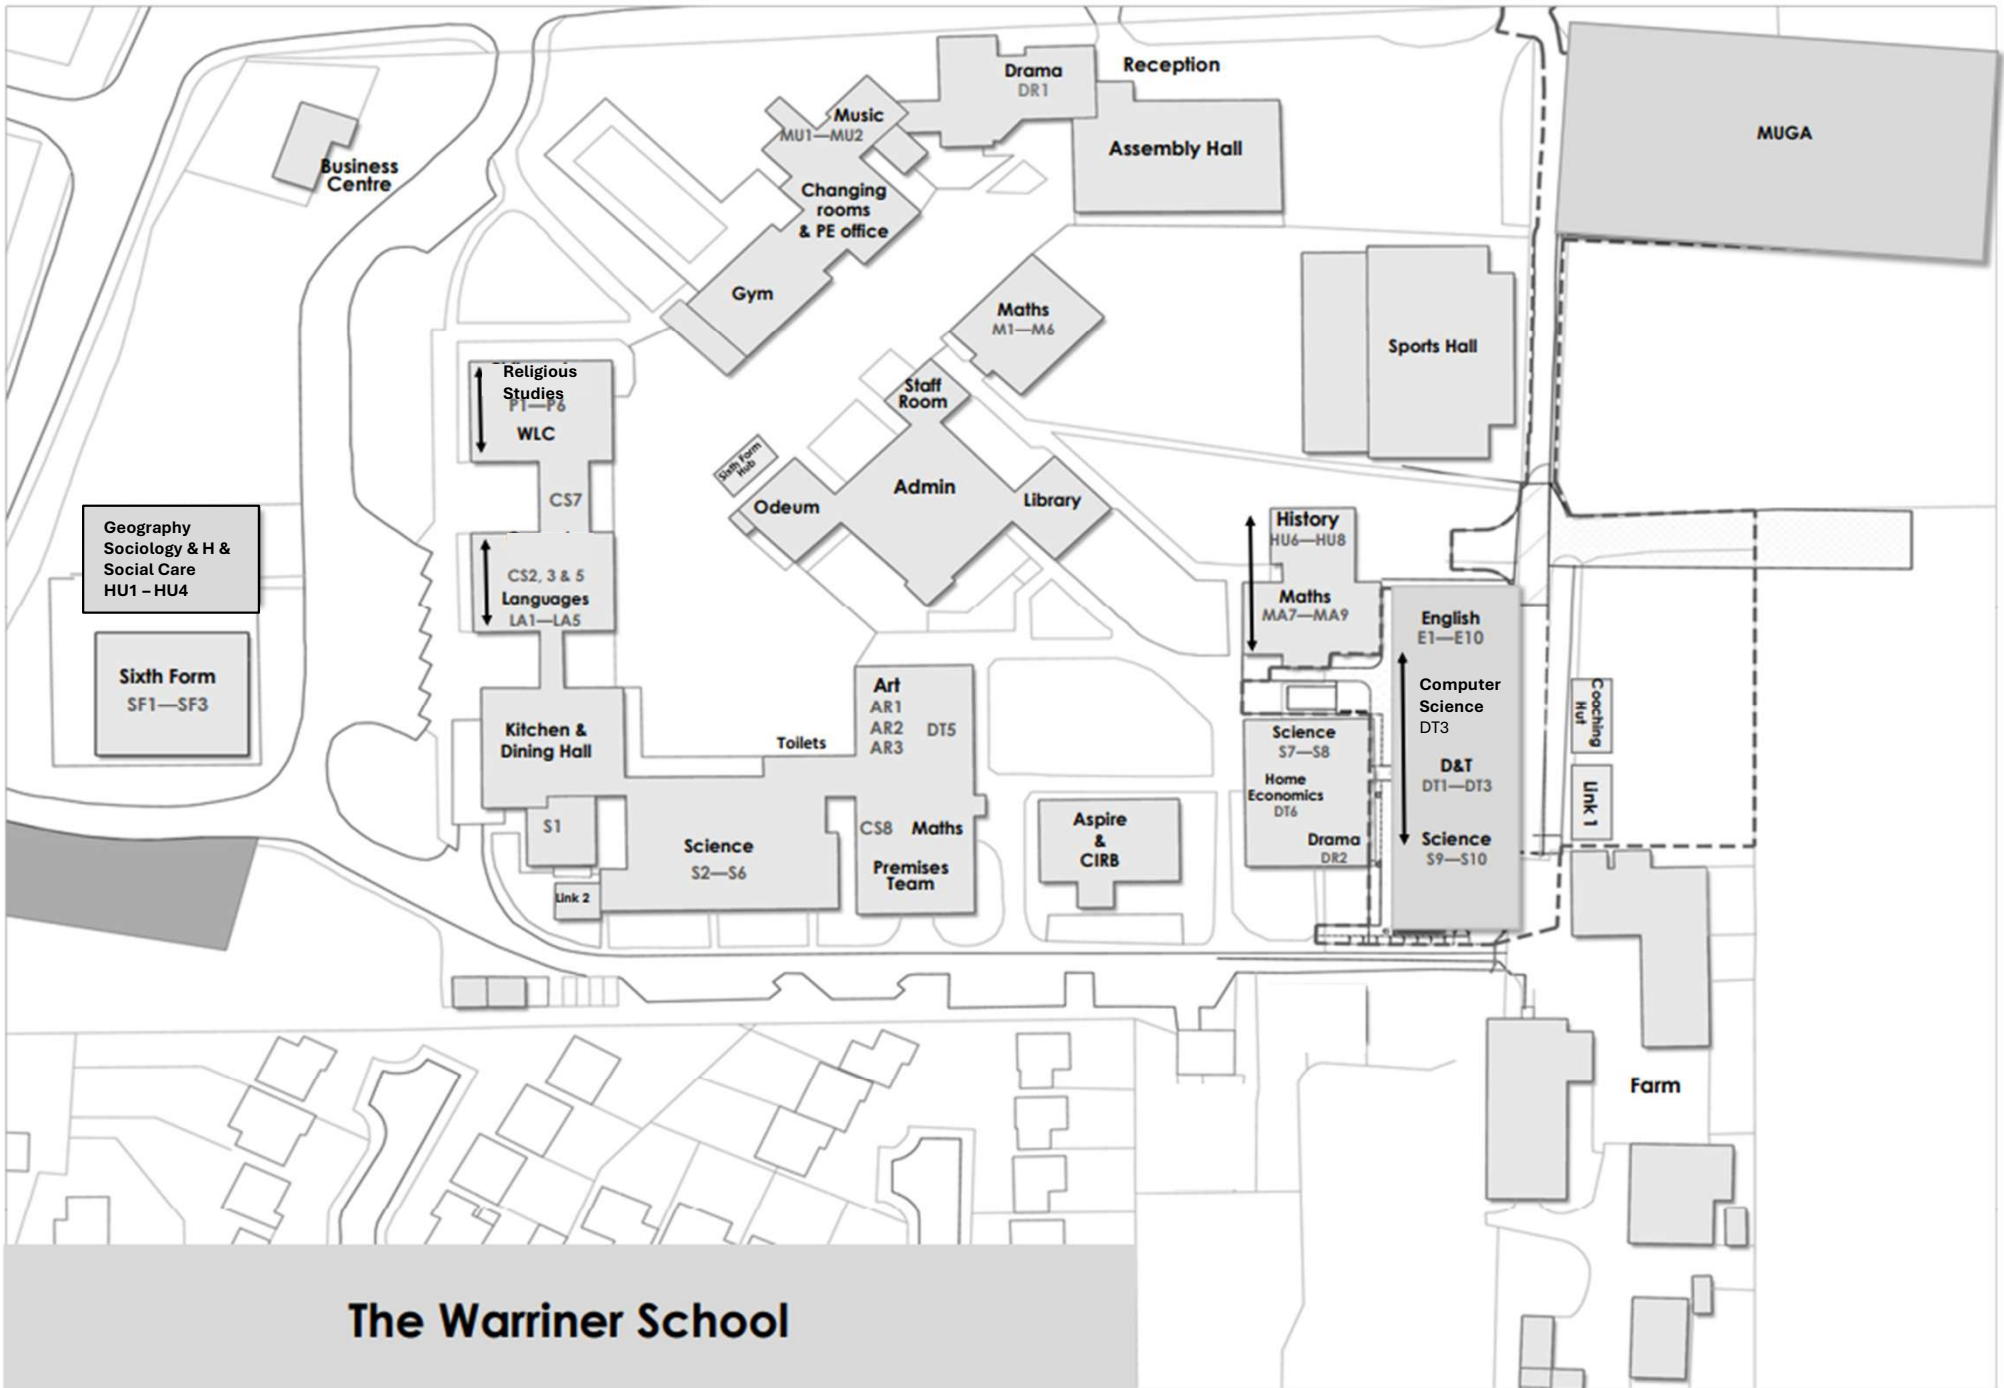 Drama
DR1
Reception
Music
MU1—MU2
Assembly Hall
MUGA
Business
Centre
Changing
rooms
& PE office
Gym
Maths
M1—M6
Sports Hall
Religious
Studies
P1—P6
WLC
Staff
Room
Sixth Form
Hub
CS7
Odeum
Admin
Library
Geography
Sociology & H &
Social Care
HU1 – HU4
History
HU6—HU8
CS2, 3 & 5
Languages
LA1—LA5
Maths
MA7—MA9
English
E1—E10
Sixth Form
SF1—SF3
Art
AR1
AR2
AR3
DT5
Computer
Science
DT3
Cooching
Hut
Kitchen &
Dining Hall
Toilets
Science
S7—S8
Home
Economics
DT6
D&T
DT1—DT3
Link 1
S1
Science
S2—S6
CS8 Maths
Premises
Team
Aspire
&
CIRB
Drama
DR2
Science
S9—S10
Link 2
Farm
The Warriner School